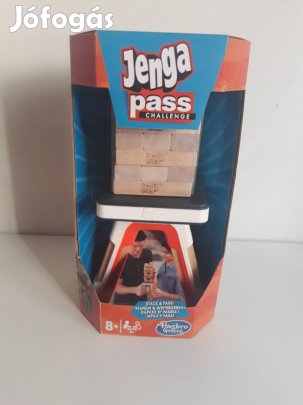 Jófogás
Jenga
pass
CHALLENGE
STACK & PASS!
8+
Hasbro
Gaming